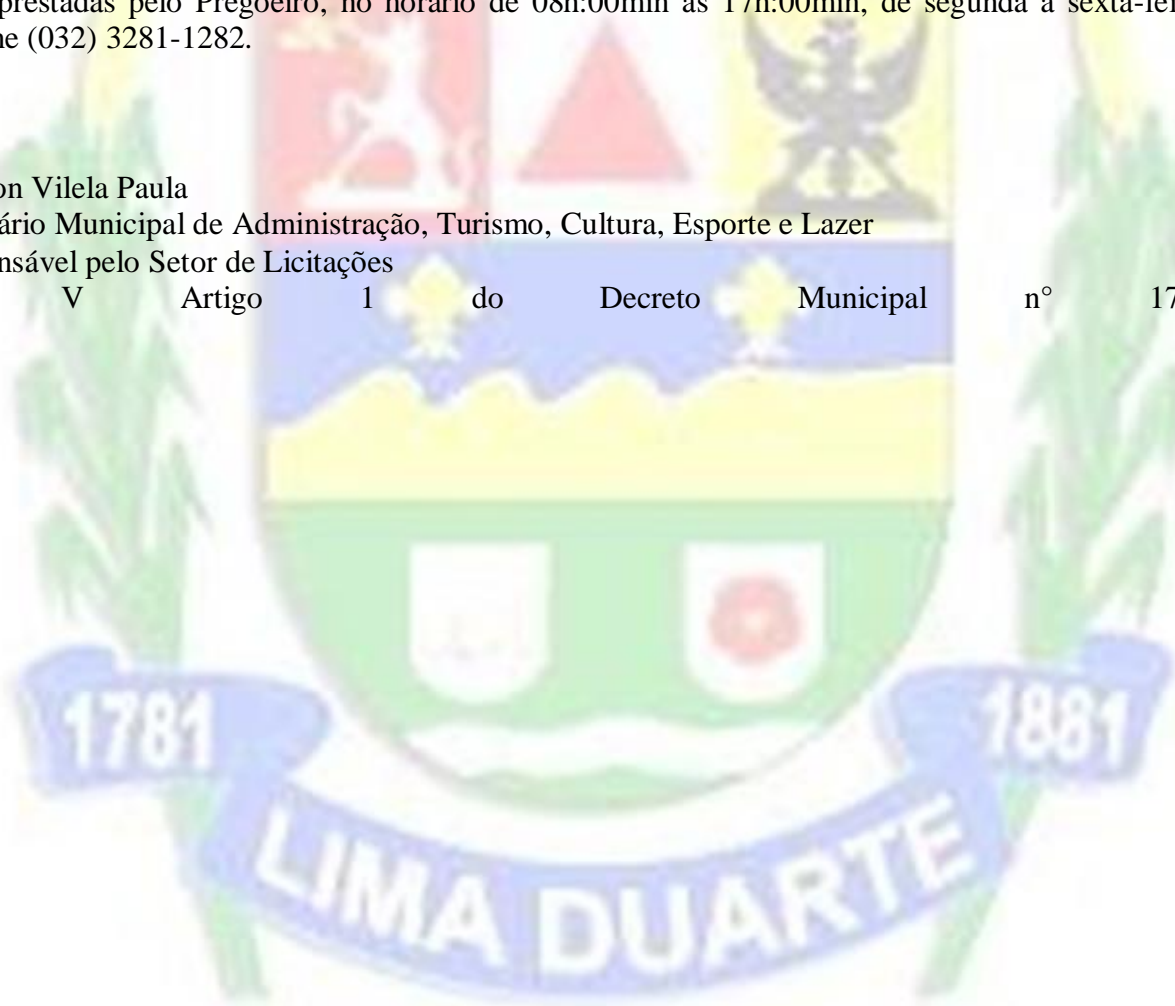 prestadas pelo Pregoeiro, no horário de 08h:00min às 17h:00min, de segunda a sexta-fei
ne (032) 3281-1282.
on Vilela Paula
ário Municipal de Administração, Turismo, Cultura, Esporte e Lazer
nsável pelo Setor de Licitações
V Artigo 1 do Decreto Municipal n° 17
1781
1881
LIMA DUARTE